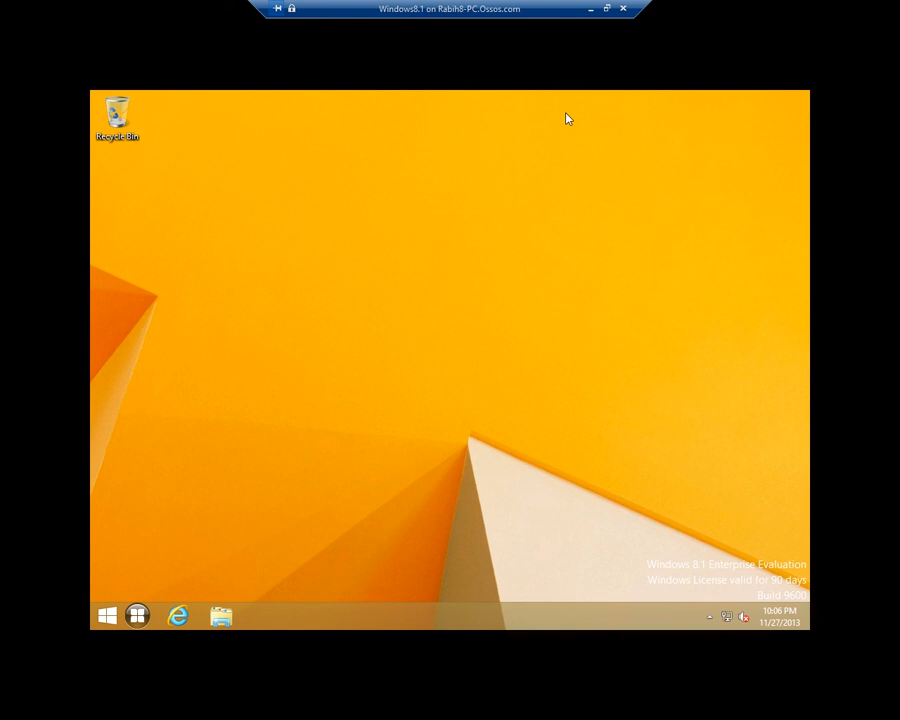 Windows8.1 on Rabih8-PC.Ossos.com
Recycle Bin
Windows 8.1 Enterprise Evaluation
Windows License valid for 90 days
Build 9600
10:06 PM
11/27/2013